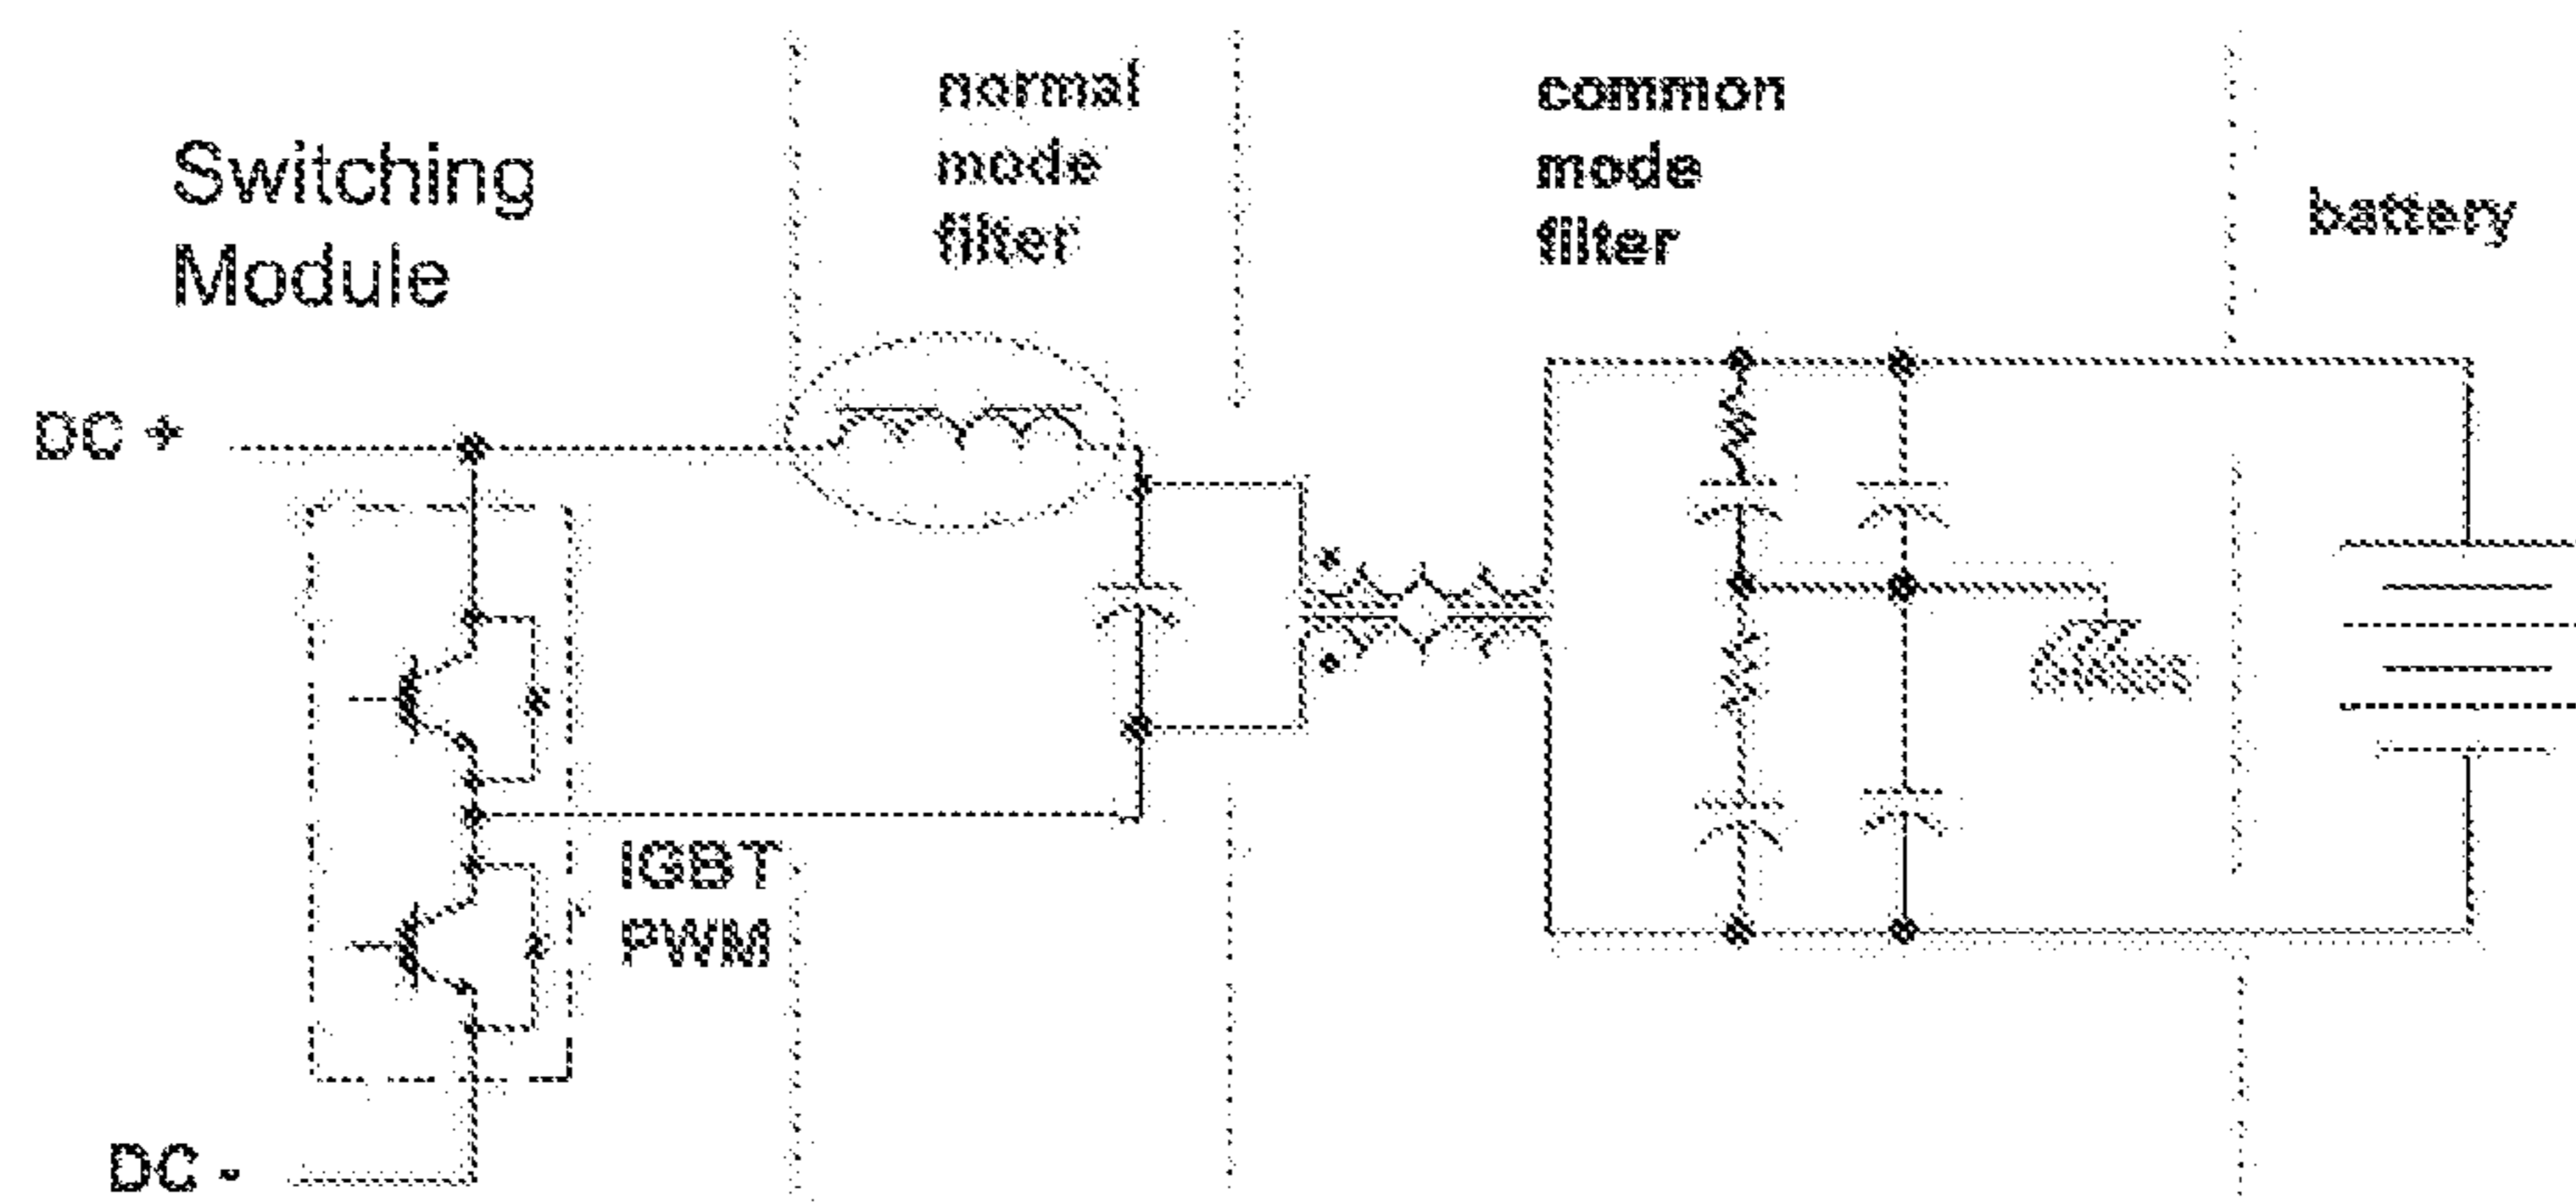 Switching
Module
normal
mode
filter
common
mode
filter
battery
DC +
IGBT
PWM
DC -